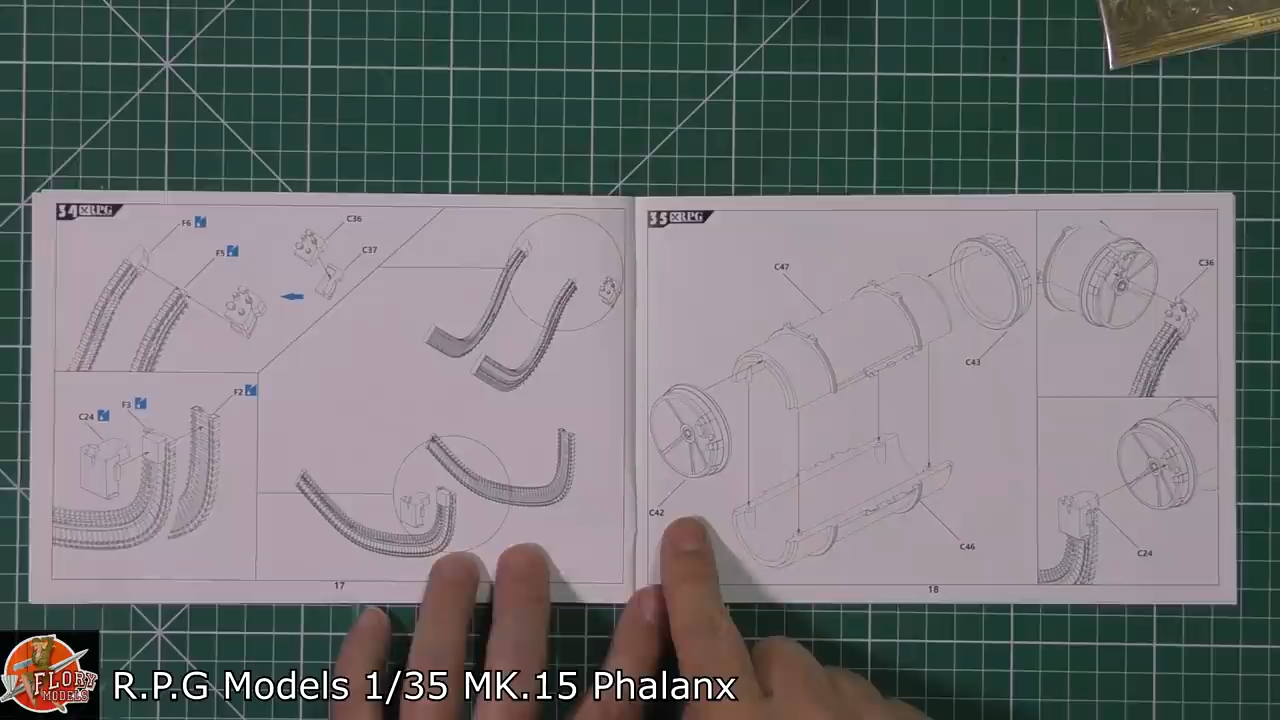 34 RPG
F6
F5
C36
C37
C24
F3
F2
17
35 RPG
C47
C43
C42
C46
C36
C24
18
FLORY
MODELS
R.P.G Models 1/35 MK.15 Phalanx